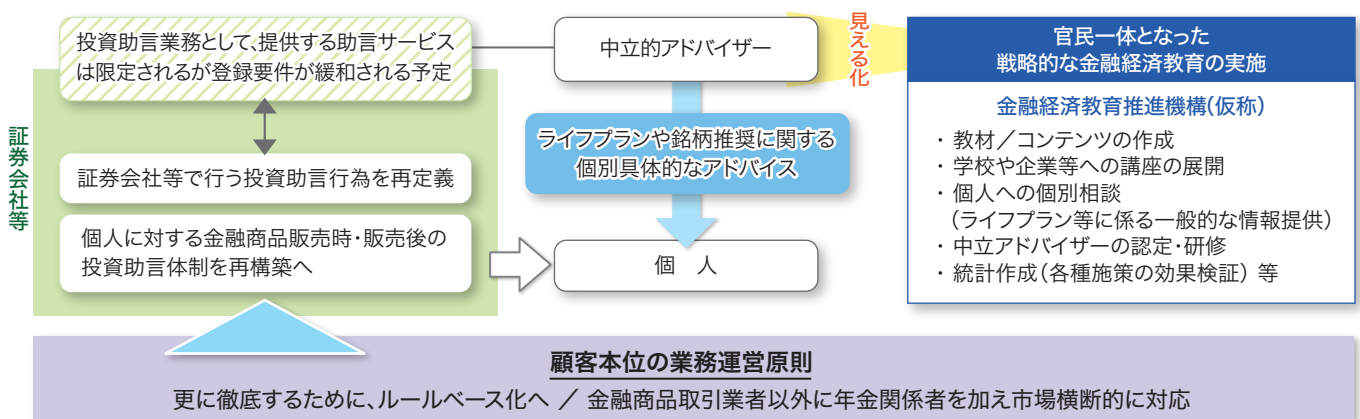 投資助言業務として、提供する助言サービス
は限定されるが登録要件が緩和される予定
証券会社等
証券会社等で行う投資助言行為を再定義
個人に対する金融商品販売時・販売後の
投資助言体制を再構築へ
中立的アドバイザー
見える化
ライフプランや銘柄推奨に関する
個別具体的なアドバイス
個　人
官民一体となった
戦略的な金融経済教育の実施
金融経済教育推進機構(仮称)
・ 教材／コンテンツの作成
・ 学校や企業等への講座の展開
・ 個人への個別相談
（ライフプラン等に係る一般的な情報提供）
・ 中立アドバイザーの認定・研修
・ 統計作成（各種施策の効果検証）等
顧客本位の業務運営原則
更に徹底するために、ルールベース化へ ／ 金融商品取引業者以外に年金関係者を加え市場横断的に対応